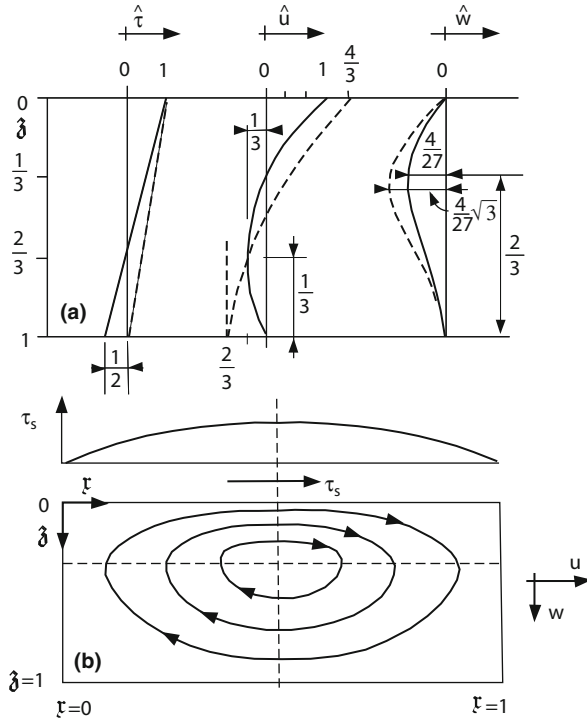 τ̂ û ŵ
0 1 0 1 4/3 0
0
𝔷
1/3
2/3
1
1/3
4/27
4/27 √3
2/3
1/3
(a)
1/2 2/3
τs
τs
0 𝔵
𝔷
u
w
(b)
𝔷=1
𝔵=0 𝔵=1